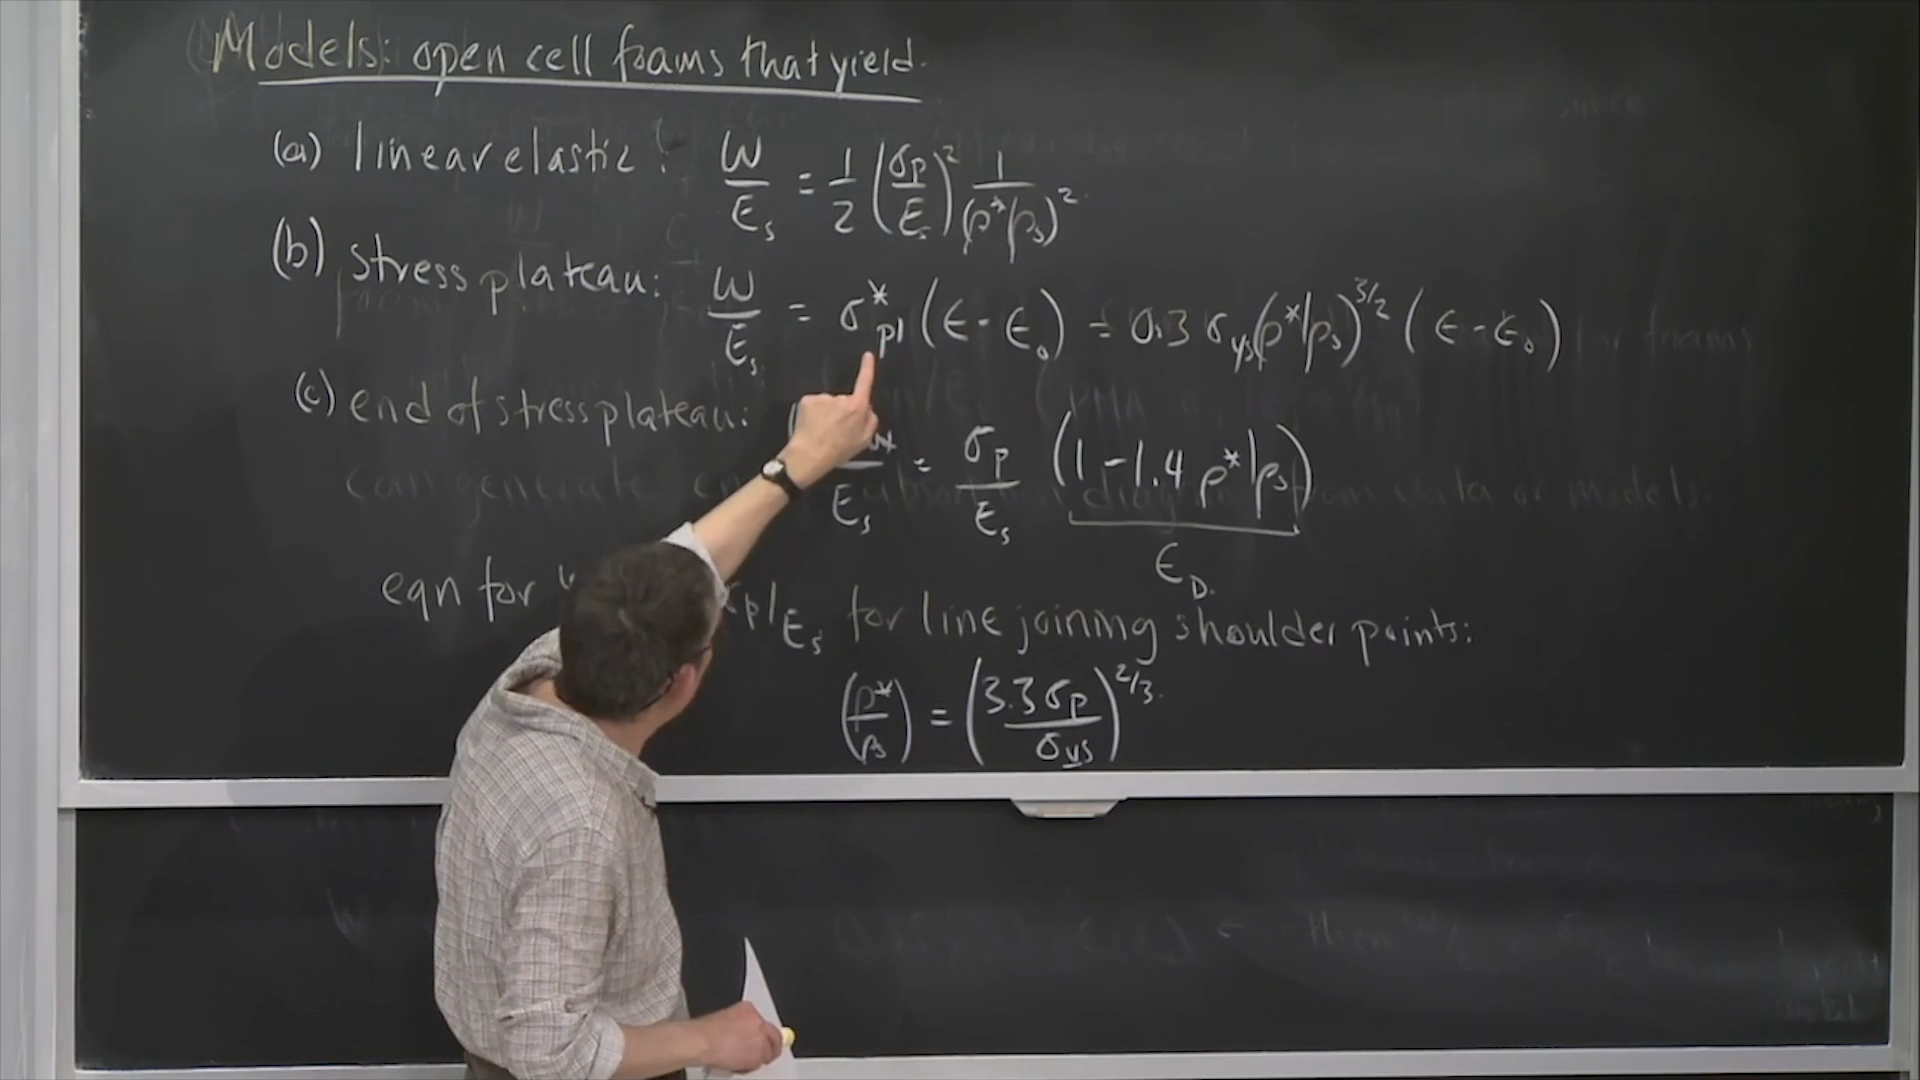 Models: open cell foams that yield.
(a) linear elastic: W/Es = 1/2 (σp/Es)² 1/(ρ*/ρs)²
(b) stress plateau: W/Es = σ*pl (ε - ε₀) = 0.3 σys (ρ*/ρs)^3/2 (ε - ε₀)
(c) end of stress plateau: /Es = σp/Es (1 - 1.4 ρ*/ρs)
εD.
eqn for σp/Es for line joining shoulder points:
(ρ*/ρs) = (3.3 σp/σys)^2/3.